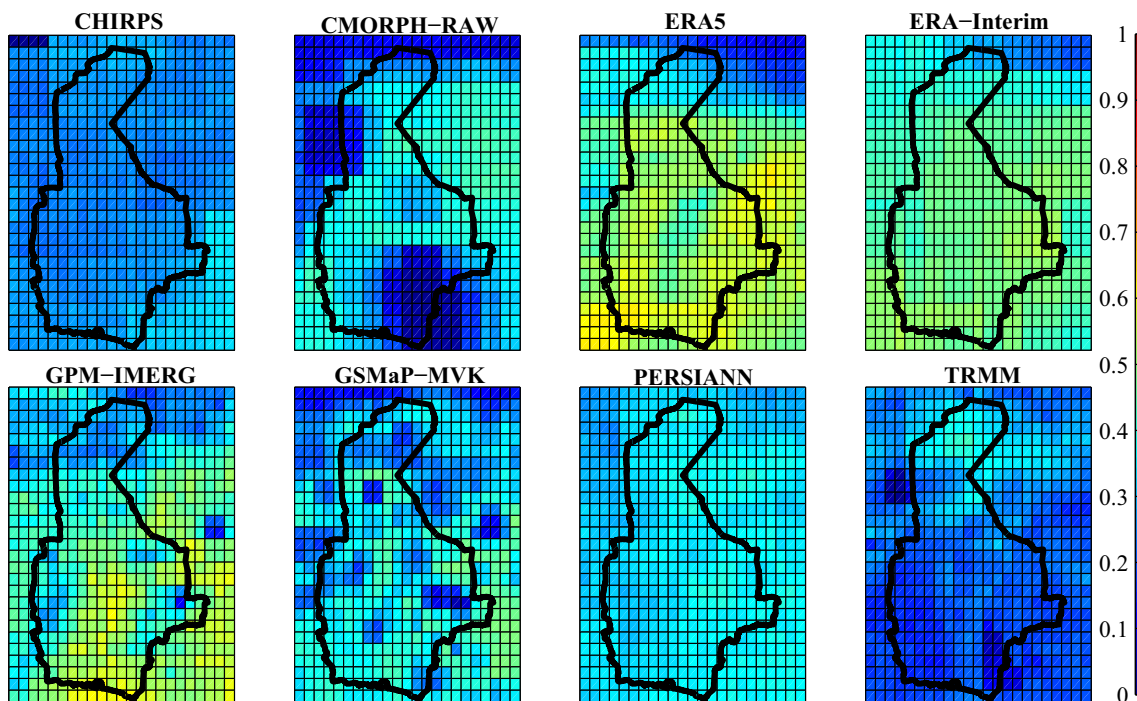 CHIRPS
CMORPH−RAW
ERA5
ERA−Interim
GPM−IMERG
GSMaP−MVK
PERSIANN
TRMM
1
0.9
0.8
0.7
0.6
0.5
0.4
0.3
0.2
0.1
0